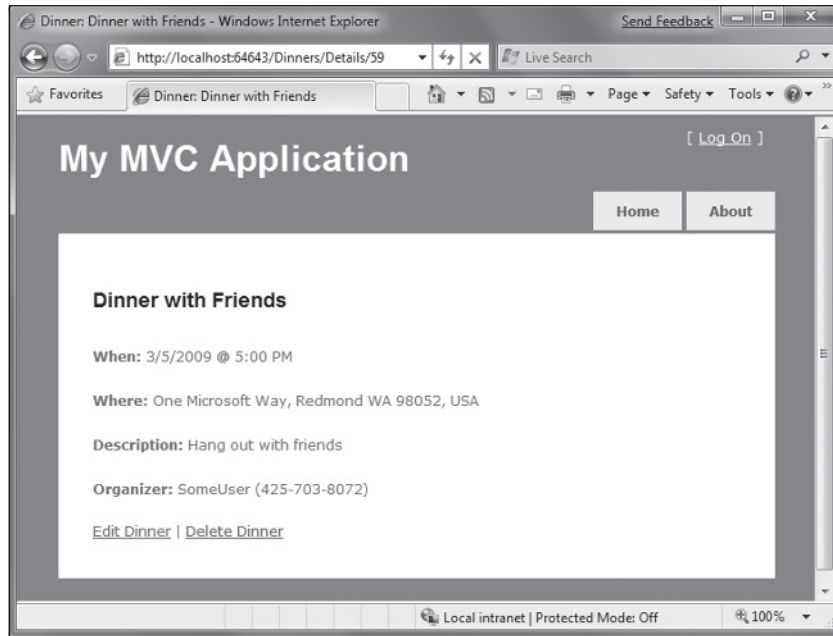 Dinner: Dinner with Friends - Windows Internet Explorer
Send Feedback
http://localhost:64643/Dinners/Details/59
Live Search
Favorites
Dinner: Dinner with Friends
Page
Safety
Tools
[ Log On ]
My MVC Application
Home
About
Dinner with Friends
When: 3/5/2009 @ 5:00 PM
Where: One Microsoft Way, Redmond WA 98052, USA
Description: Hang out with friends
Organizer: SomeUser (425-703-8072)
Edit Dinner | Delete Dinner
Local intranet | Protected Mode: Off
100%